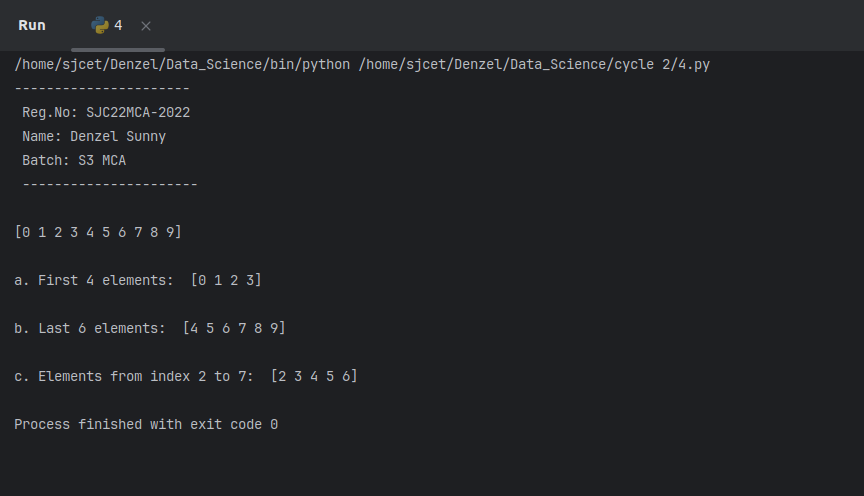 Run 4
/home/sjcet/Denzel/Data_Science/bin/python /home/sjcet/Denzel/Data_Science/cycle 2/4.py
----------------------
Reg.No: SJC22MCA-2022
Name: Denzel Sunny
Batch: S3 MCA
----------------------
[0 1 2 3 4 5 6 7 8 9]
a. First 4 elements:  [0 1 2 3]
b. Last 6 elements:  [4 5 6 7 8 9]
c. Elements from index 2 to 7:  [2 3 4 5 6]
Process finished with exit code 0